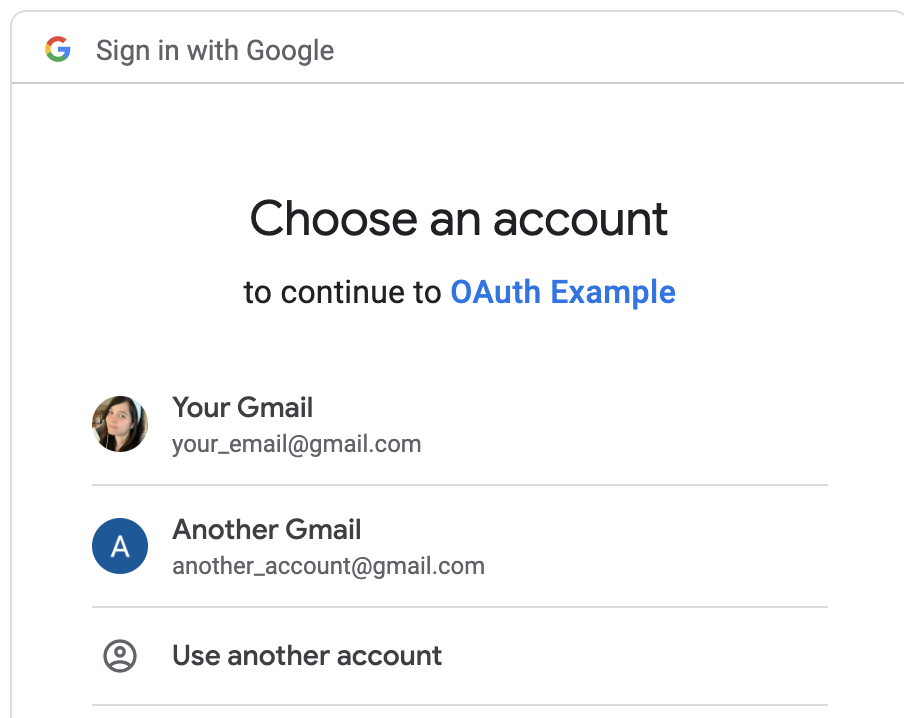 Sign in with Google
Choose an account
to continue to OAuth Example
Your Gmail
your_email@gmail.com
A
Another Gmail
another_account@gmail.com
Use another account